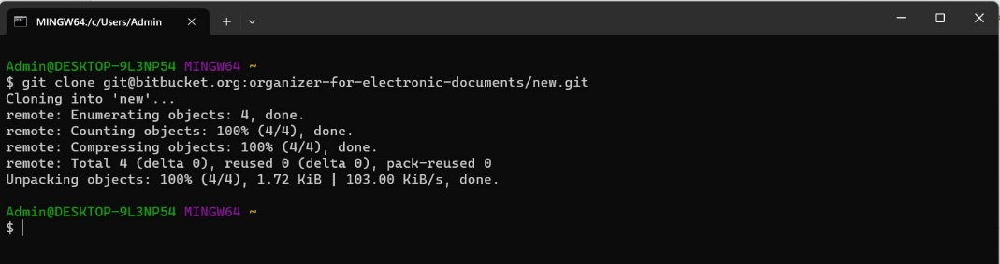 MINGW64:/c/Users/Admin
Admin@DESKTOP-9L3NP54 MINGW64 ~
$ git clone git@bitbucket.org:organizer-for-electronic-documents/new.git
Cloning into 'new'...
remote: Enumerating objects: 4, done.
remote: Counting objects: 100% (4/4), done.
remote: Compressing objects: 100% (4/4), done.
remote: Total 4 (delta 0), reused 0 (delta 0), pack-reused 0
Unpacking objects: 100% (4/4), 1.72 KiB | 103.00 KiB/s, done.
Admin@DESKTOP-9L3NP54 MINGW64 ~
$